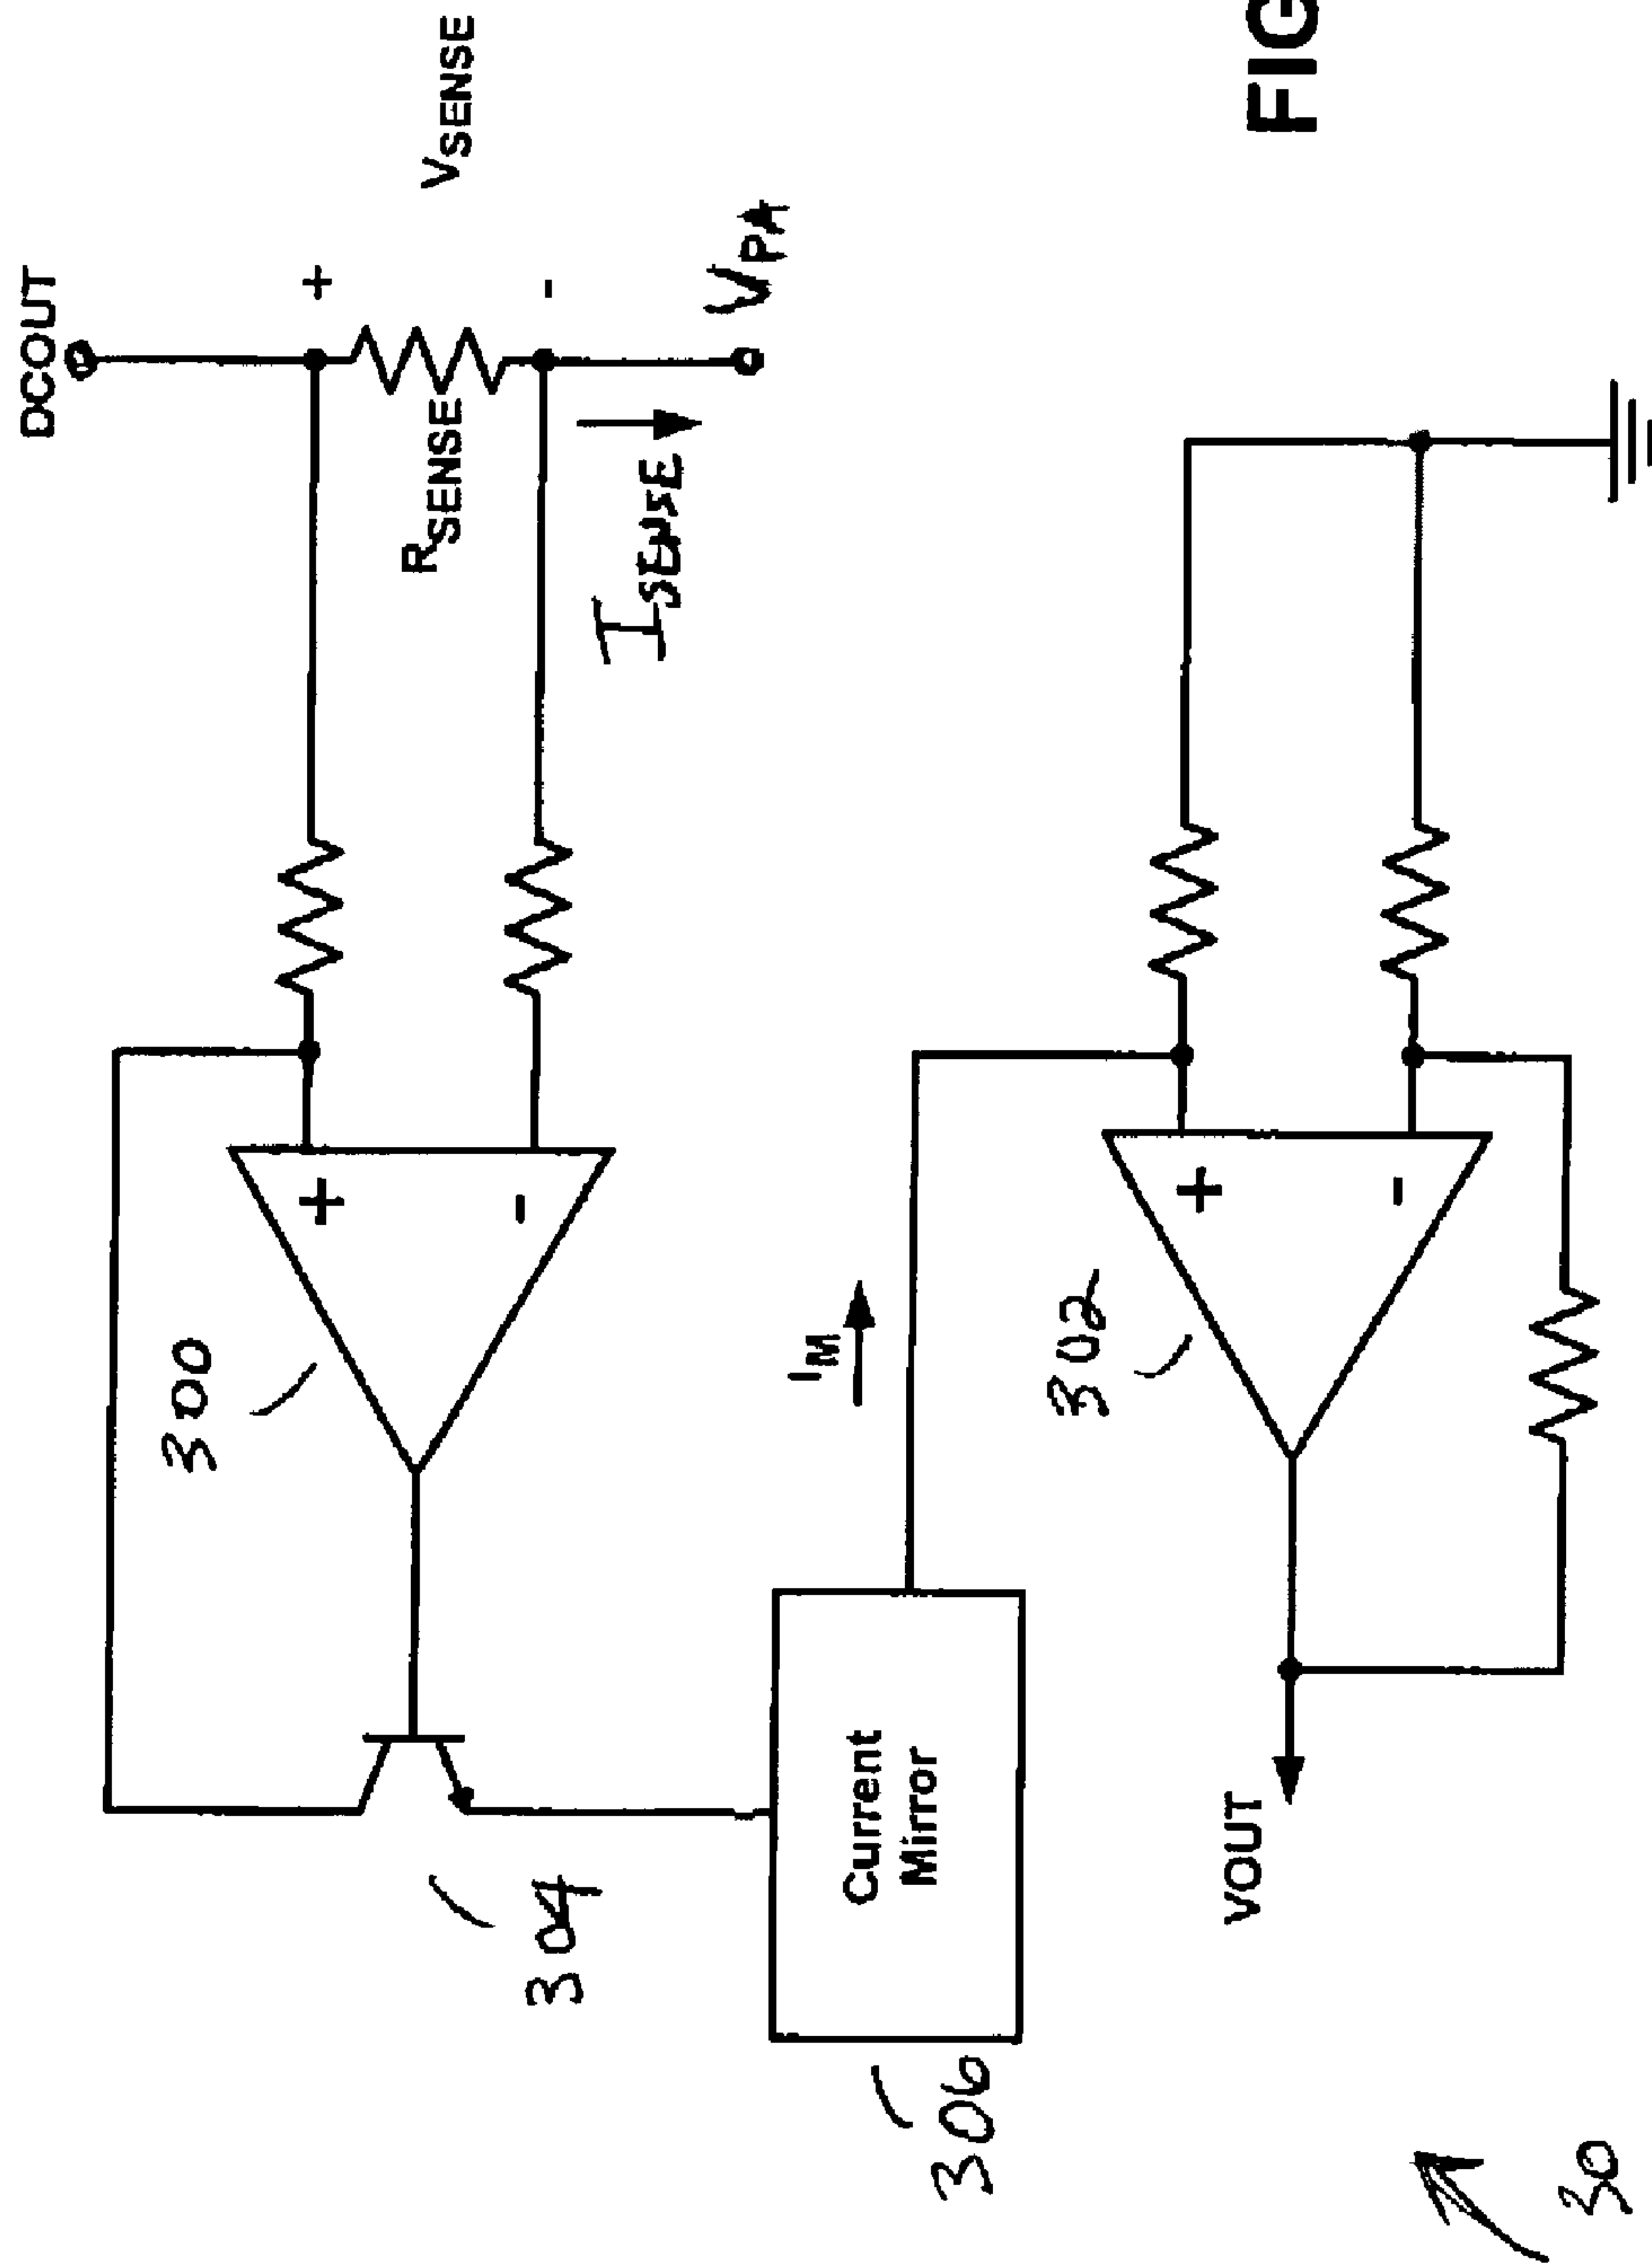 DCOUT
+
VSENSE
RSENSE
-
ISENSE
VPA
300
+
-
304
IM
Current
Mirror
306
302
+
-
VOUT
30
FIG